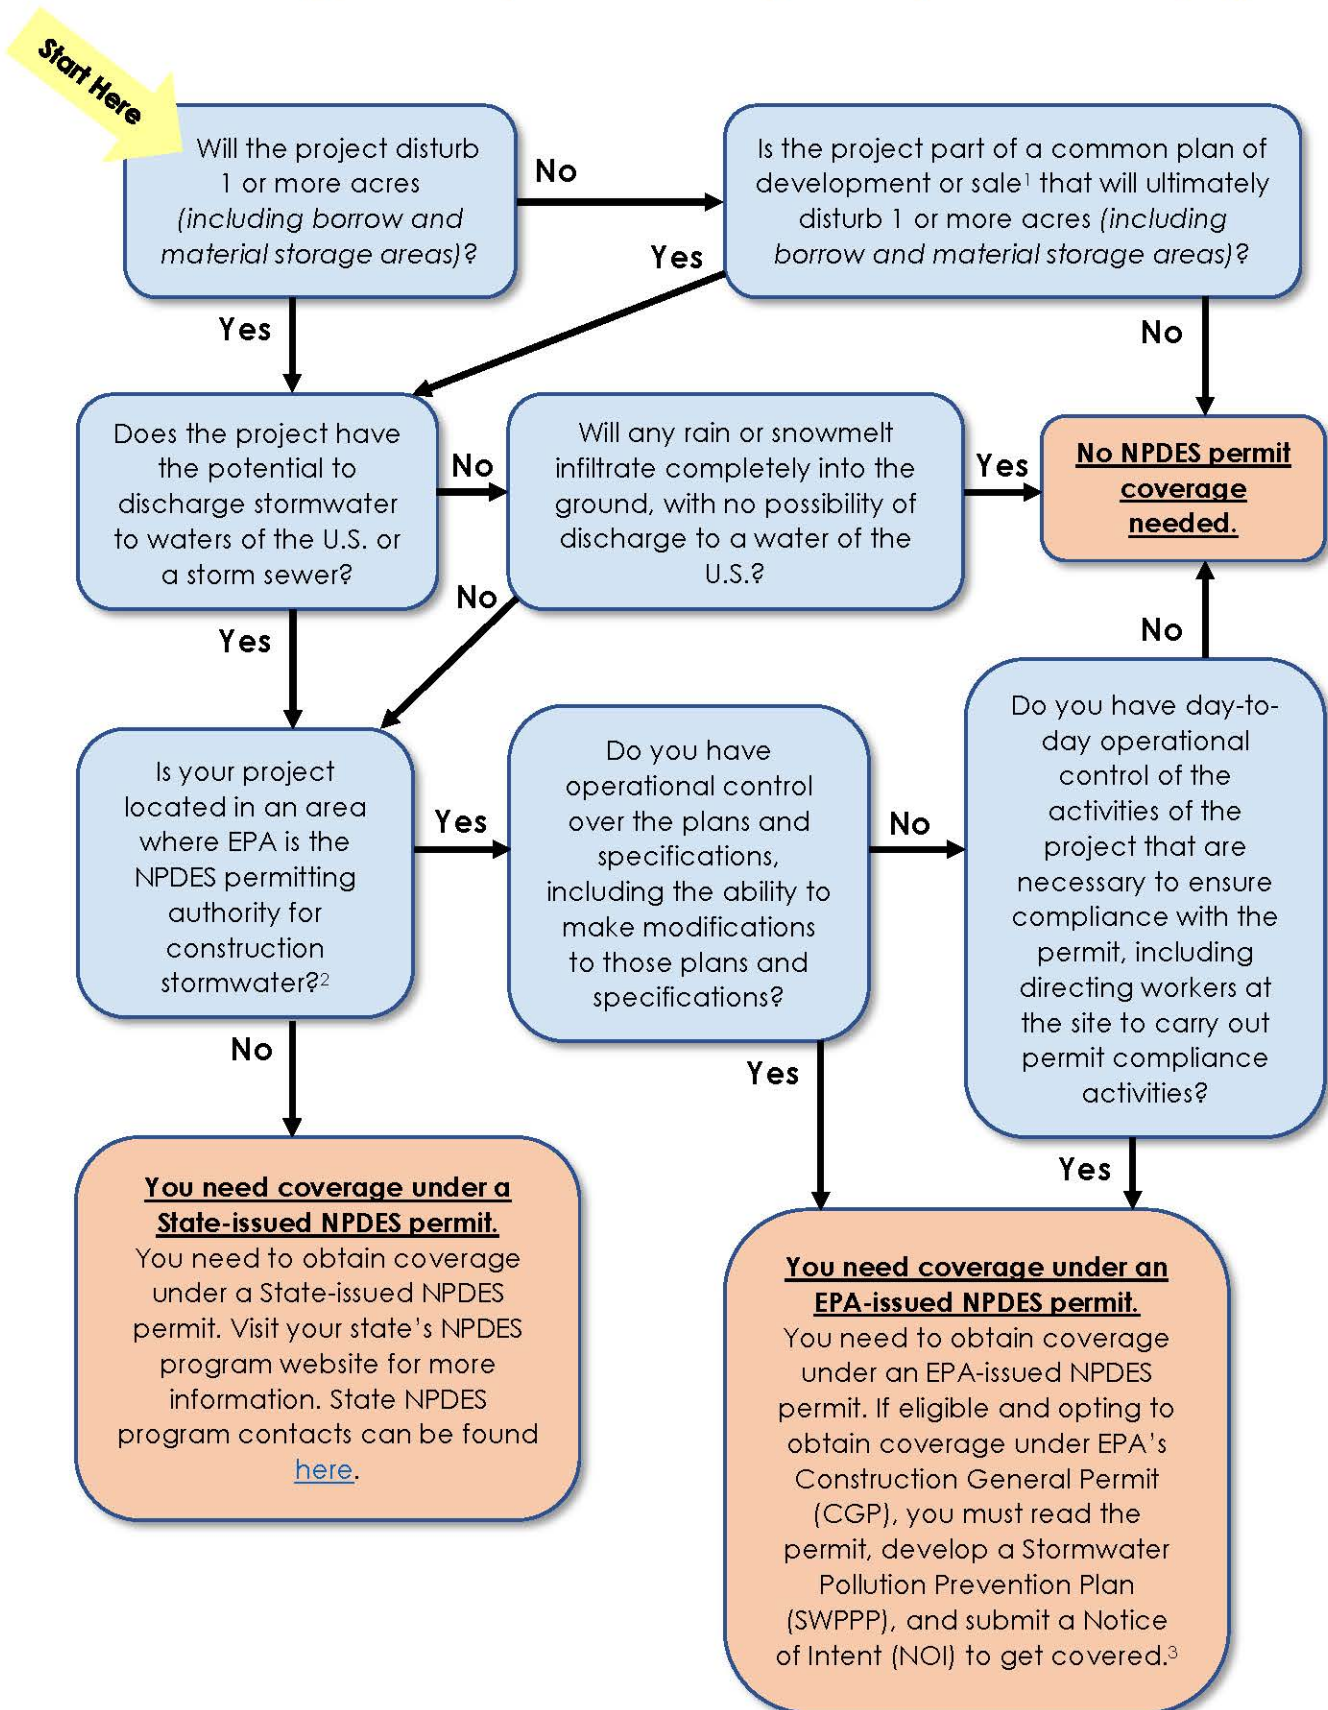 Start Here
Will the project disturb
1 or more acres
(including borrow and
material storage areas)?
No
Is the project part of a common plan of
development or sale1 that will ultimately
disturb 1 or more acres (including
borrow and material storage areas)?
Yes
Yes
No
Does the project have
the potential to
discharge stormwater
to waters of the U.S. or
a storm sewer?
No
Will any rain or snowmelt
infiltrate completely into the
ground, with no possibility of
discharge to a water of the
U.S.?
Yes
No NPDES permit
coverage
needed.
Yes
No
No
Is your project
located in an area
where EPA is the
NPDES permitting
authority for
construction
stormwater?2
Yes
Do you have
operational control
over the plans and
specifications,
including the ability to
make modifications
to those plans and
specifications?
No
Do you have day-to-
day operational
control of the
activities of the
project that are
necessary to ensure
compliance with the
permit, including
directing workers at
the site to carry out
permit compliance
activities?
No
Yes
Yes
You need coverage under a
State-issued NPDES permit.
You need to obtain coverage
under a State-issued NPDES
permit. Visit your state's NPDES
program website for more
information. State NPDES
program contacts can be found
here.
You need coverage under an
EPA-issued NPDES permit.
You need to obtain coverage
under an EPA-issued NPDES
permit. If eligible and opting to
obtain coverage under EPA's
Construction General Permit
(CGP), you must read the
permit, develop a Stormwater
Pollution Prevention Plan
(SWPPP), and submit a Notice
of Intent (NOI) to get covered.3